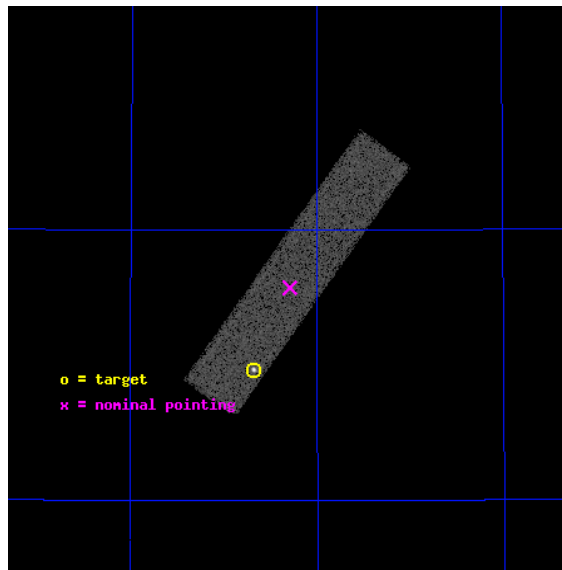 o = target
x = nominal pointing